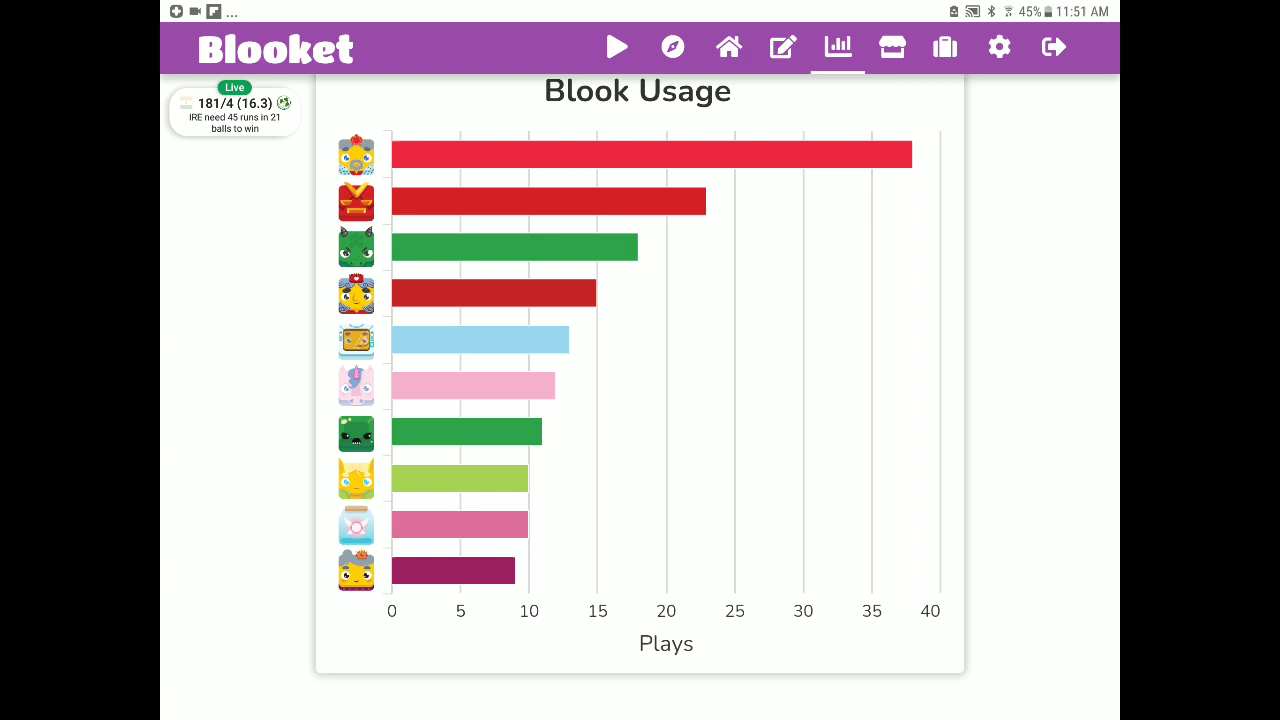 ... 45% 11:51 AM
Blooket
Live
181/4 (16.3)
IRE need 45 runs in 21
balls to win
Blook Usage
0 5 10 15 20 25 30 35 40
Plays